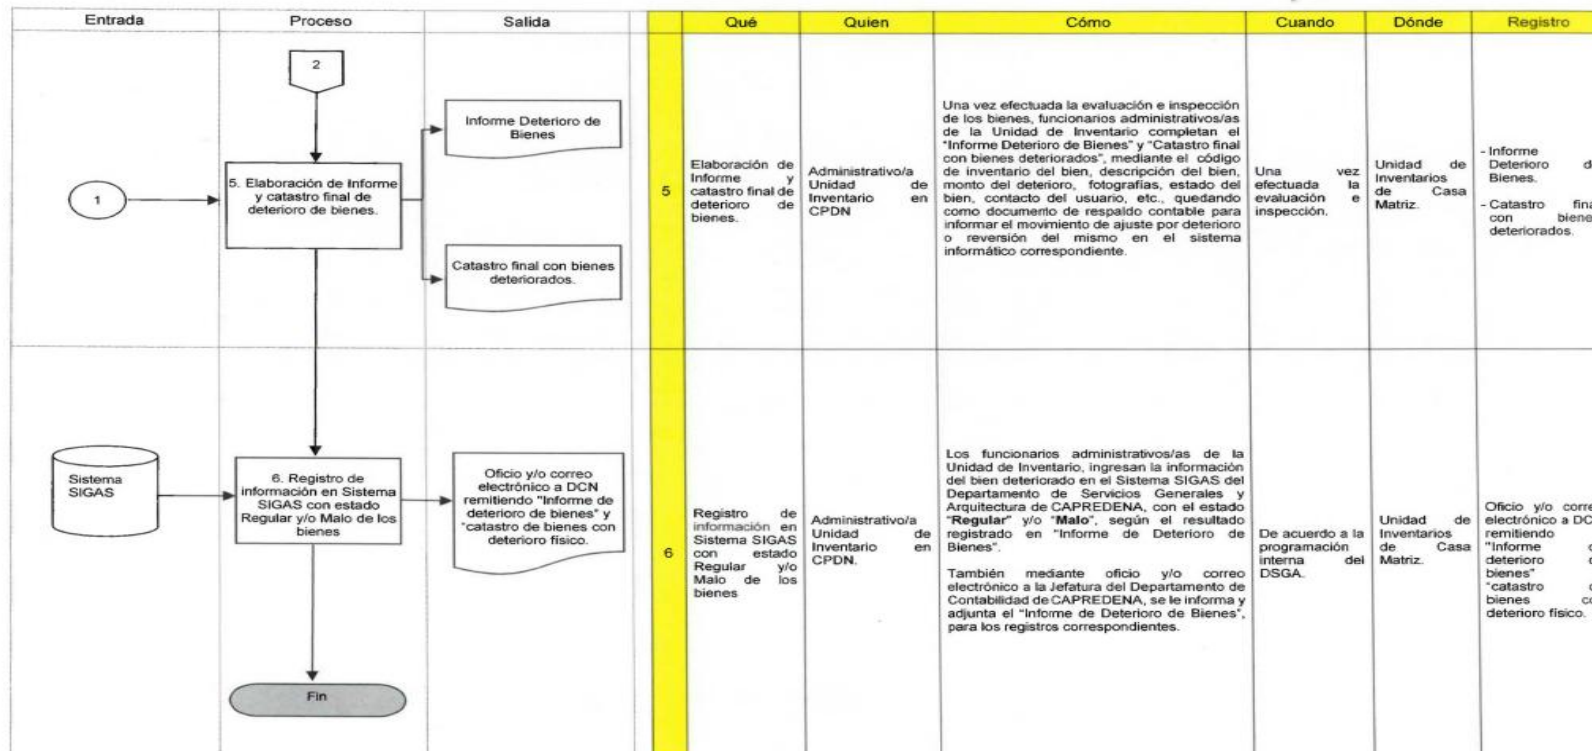 Entrada
Proceso
Salida
Qué
Quien
Cómo
Cuando
Dónde
Registro
2
1
5. Elaboración de Informe
y catastro final de
deterioro de bienes.
Informe Deterioro de
Bienes
Catastro final con bienes
deteriorados.
5
Elaboración de
Informe y
catastro final de
deterioro de
bienes.
Administrativo/a
Unidad de
Inventario en
CPDN
Una vez efectuada la evaluación e inspección
de los bienes, funcionarios administrativos/as
de la Unidad de Inventario completan el
"Informe Deterioro de Bienes" y "Catastro final
con bienes deteriorados", mediante el código
de inventario del bien, descripción del bien,
monto del deterioro, fotografías, estado del
bien, contacto del usuario, etc., quedando
como documento de respaldo contable para
informar el movimiento de ajuste por deterioro
o reversión del mismo en el sistema
informático correspondiente.
Una vez
efectuada la
evaluación e
inspección.
Unidad de
Inventarios
de Casa
Matriz.
- Informe
Deterioro
Bienes.
- Catastro
con
deteriorados.
Sistema
SIGAS
6. Registro de
información en Sistema
SIGAS con estado
Regular y/o Malo de los
bienes
Oficio y/o correo
electrónico a DCN
remitiendo "Informe de
deterioro de bienes" y
"catastro de bienes con
deterioro físico.
Fin
6
Registro de
información en
Sistema SIGAS
con estado
Regular y/o
Malo de los
bienes
Administrativo/a
Unidad de
Inventario en
CPDN.
Los funcionarios administrativos/as de la
Unidad de Inventario, ingresan la información
del bien deteriorado en el Sistema SIGAS del
Departamento de Servicios Generales y
Arquitectura de CAPREDENA, con el estado
"Regular" y/o "Malo", según el resultado
registrado en "Informe de Deterioro de
Bienes".
También mediante oficio y/o correo
electrónico a la Jefatura del Departamento de
Contabilidad de CAPREDENA, se le informa y
adjunta el "Informe de Deterioro de Bienes",
para los registros correspondientes.
De acuerdo a la
programación
interna del
DSGA.
Unidad de
Inventarios
de Casa
Matriz.
Oficio y/o
electrónico a
remitiendo
"Informe
deterioro
bienes"
"catastro
bienes
deterioro físico.